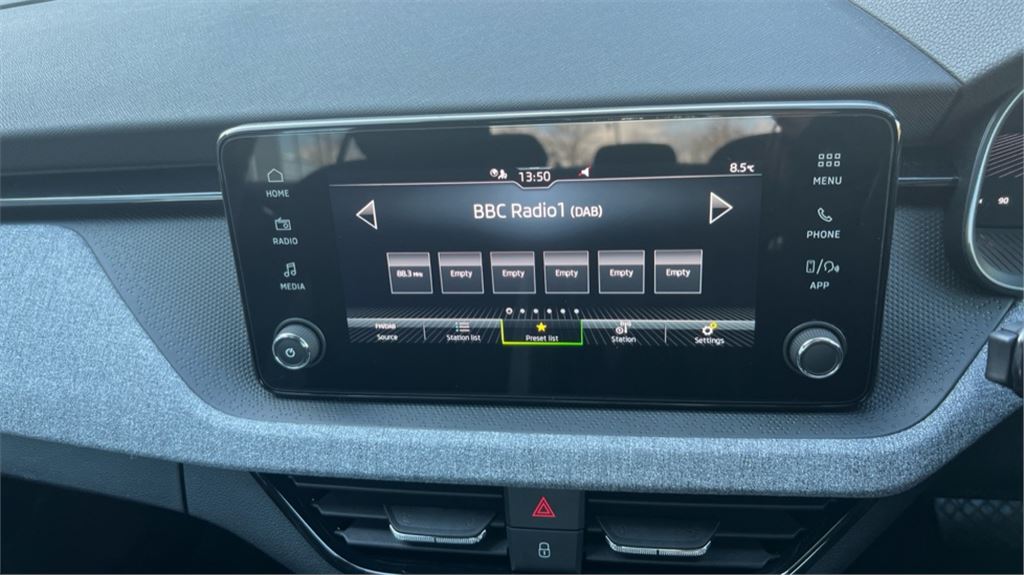 HOME
RADIO
MEDIA
13:50
8.5°C
BBC Radio1 (DAB)
88.3 MHz
Empty
Empty
Empty
Empty
Empty
FM/DAB
Source
Station list
Preset list
Station
Settings
MENU
PHONE
APP
90